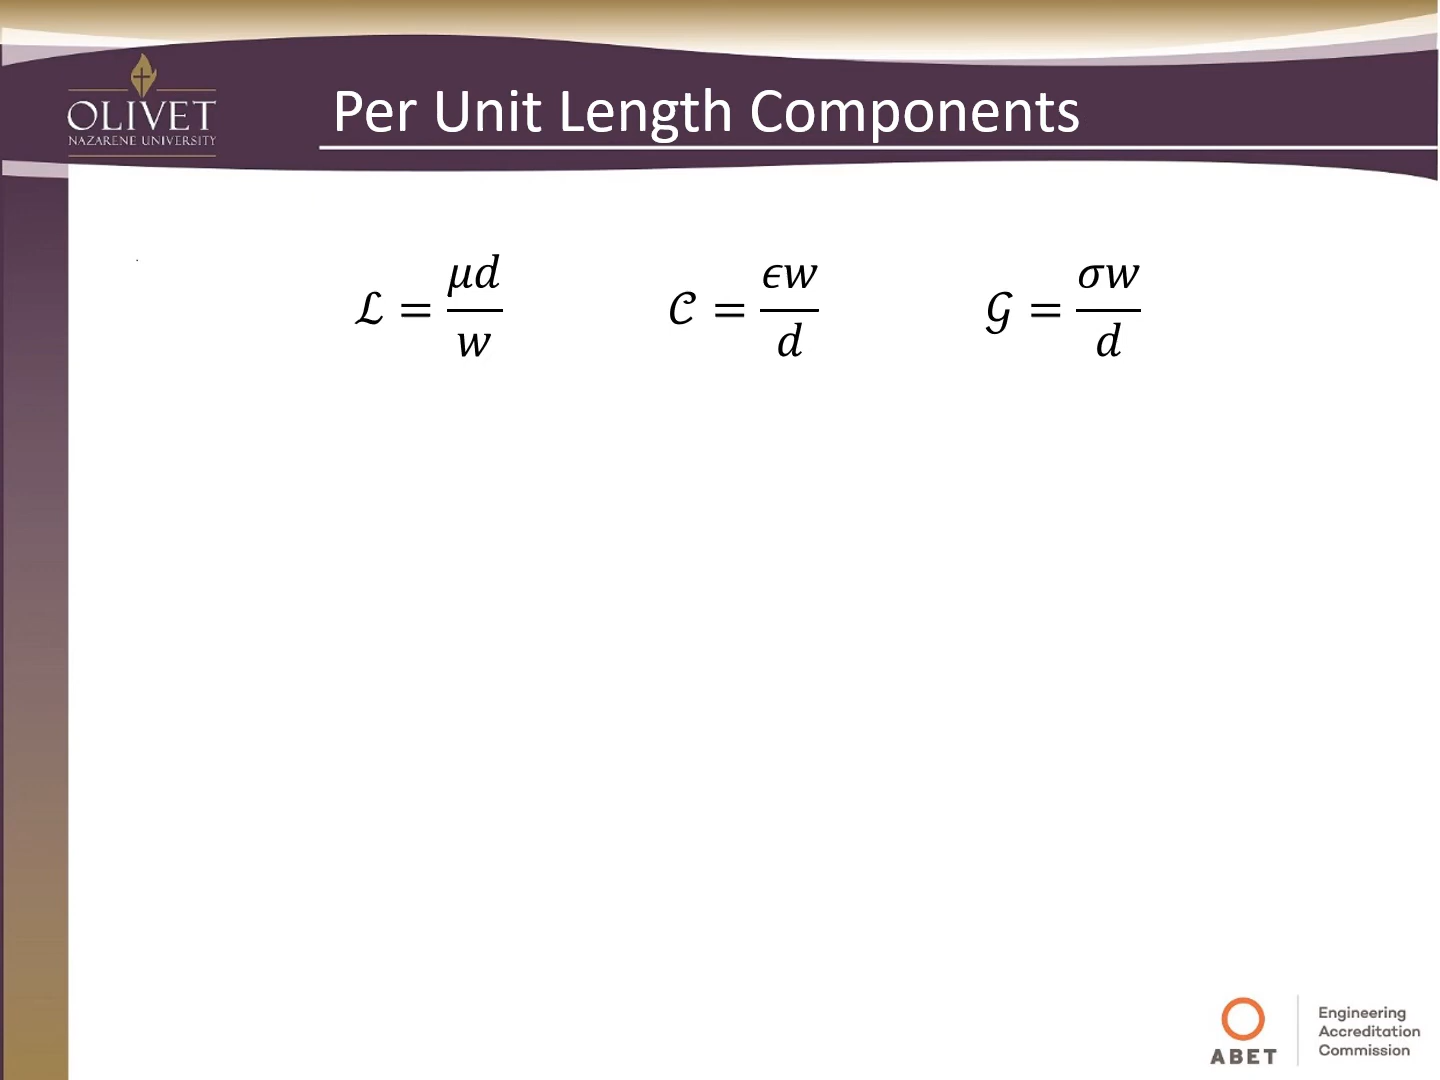 OLIVET
NAZARENE UNIVERSITY
Per Unit Length Components
ℒ = μd/w    𝒞 = ϵw/d    𝒢 = σw/d
ABET
Engineering
Accreditation
Commission